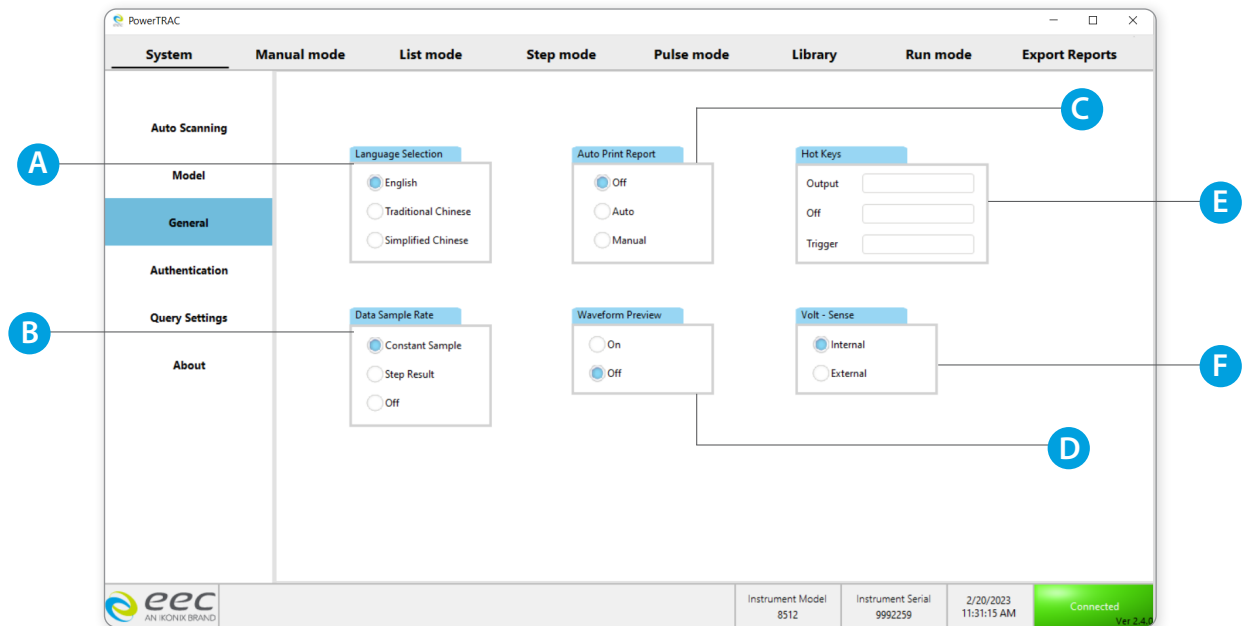 PowerTRAC
System Manual mode List mode Step mode Pulse mode Library Run mode Export Reports
Auto Scanning
Model
General
Authentication
Query Settings
About
A
Language Selection
English
Traditional Chinese
Simplified Chinese
C
Auto Print Report
Off
Auto
Manual
Hot Keys
Output
Off
Trigger
E
B
Data Sample Rate
Constant Sample
Step Result
Off
Waveform Preview
On
Off
D
Volt - Sense
Internal
External
F
eec
AN IKONIX BRAND
Instrument Model
8512
Instrument Serial
9992259
2/20/2023
11:31:15 AM
Connected
Ver 2.4.0